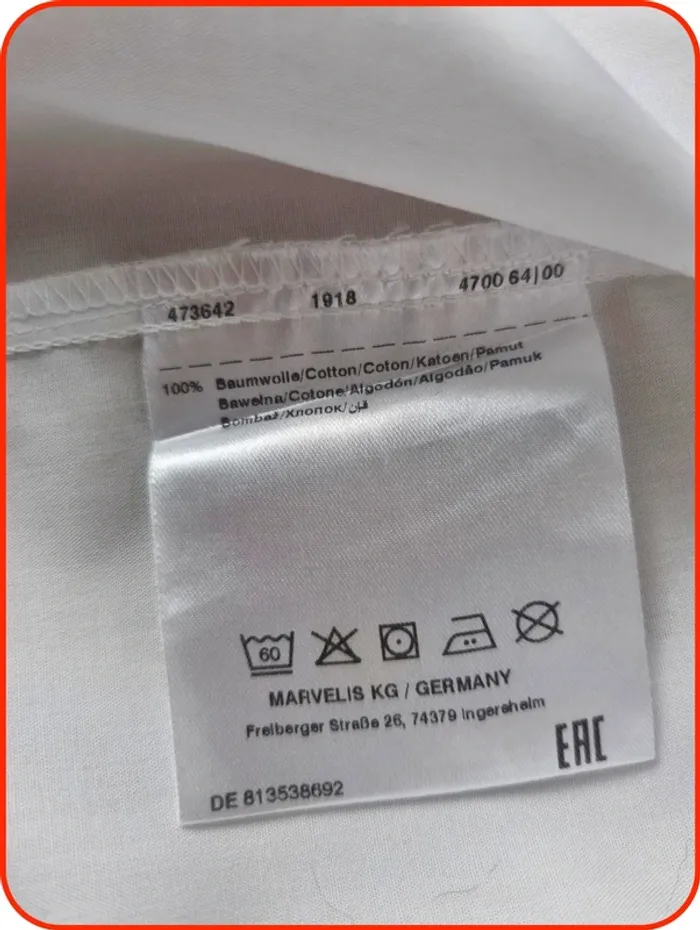 473642 1918 4700 64|00
100% Baumwolle/Cotton/Coton/Katoen/Pamut
Bawełna/Cotone/Algodón/Algodão/Pamuk
Bombaž/Хлопок/قطن
60
MARVELIS KG / GERMANY
Freiberger Straße 26, 74379 Ingersheim
EAC
DE 813538692